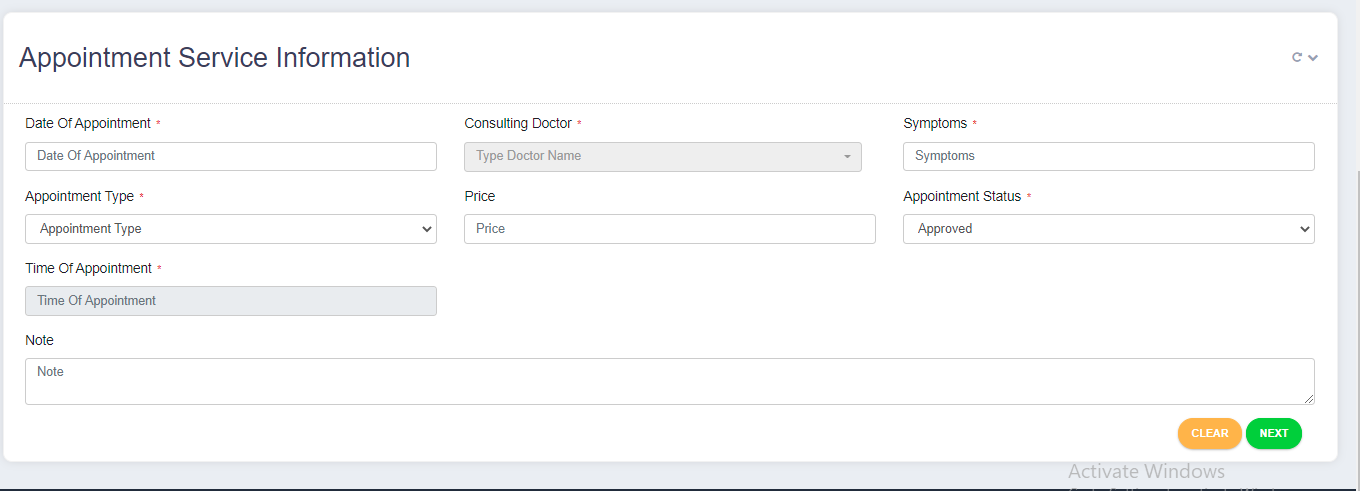 Appointment Service Information
Date Of Appointment *
Consulting Doctor *
Symptoms *
Date Of Appointment
Type Doctor Name
Symptoms
Appointment Type *
Price
Appointment Status *
Appointment Type
Price
Approved
Time Of Appointment *
Time Of Appointment
Note
Note
CLEAR
NEXT
Activate Windows